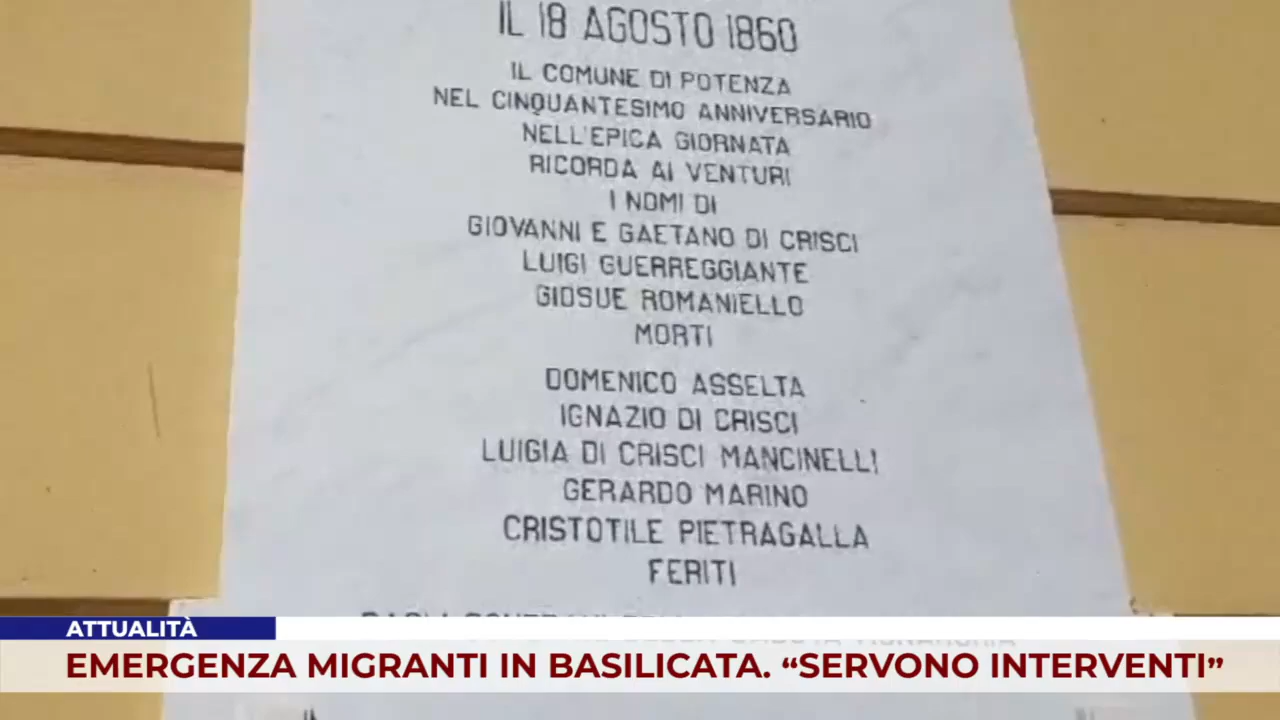 IL 18 AGOSTO 1860
IL COMUNE DI POTENZA
NEL CINQUANTESIMO ANNIVERSARIO
NELL'EPICA GIORNATA
RICORDA AI VENTURI
I NOMI DI
GIOVANNI E GAETANO DI CRISCI
LUIGI GUERREGGIANTE
GIOSUE ROMANIELLO
MORTI
DOMENICO ASSELTA
IGNAZIO DI CRISCI
LUIGIA DI CRISCI MANCINELLI
GERARDO MARINO
CRISTOTILE PIETRAGALLA
FERITI
ATTUALITÀ
EMERGENZA MIGRANTI IN BASILICATA. “SERVONO INTERVENTI”